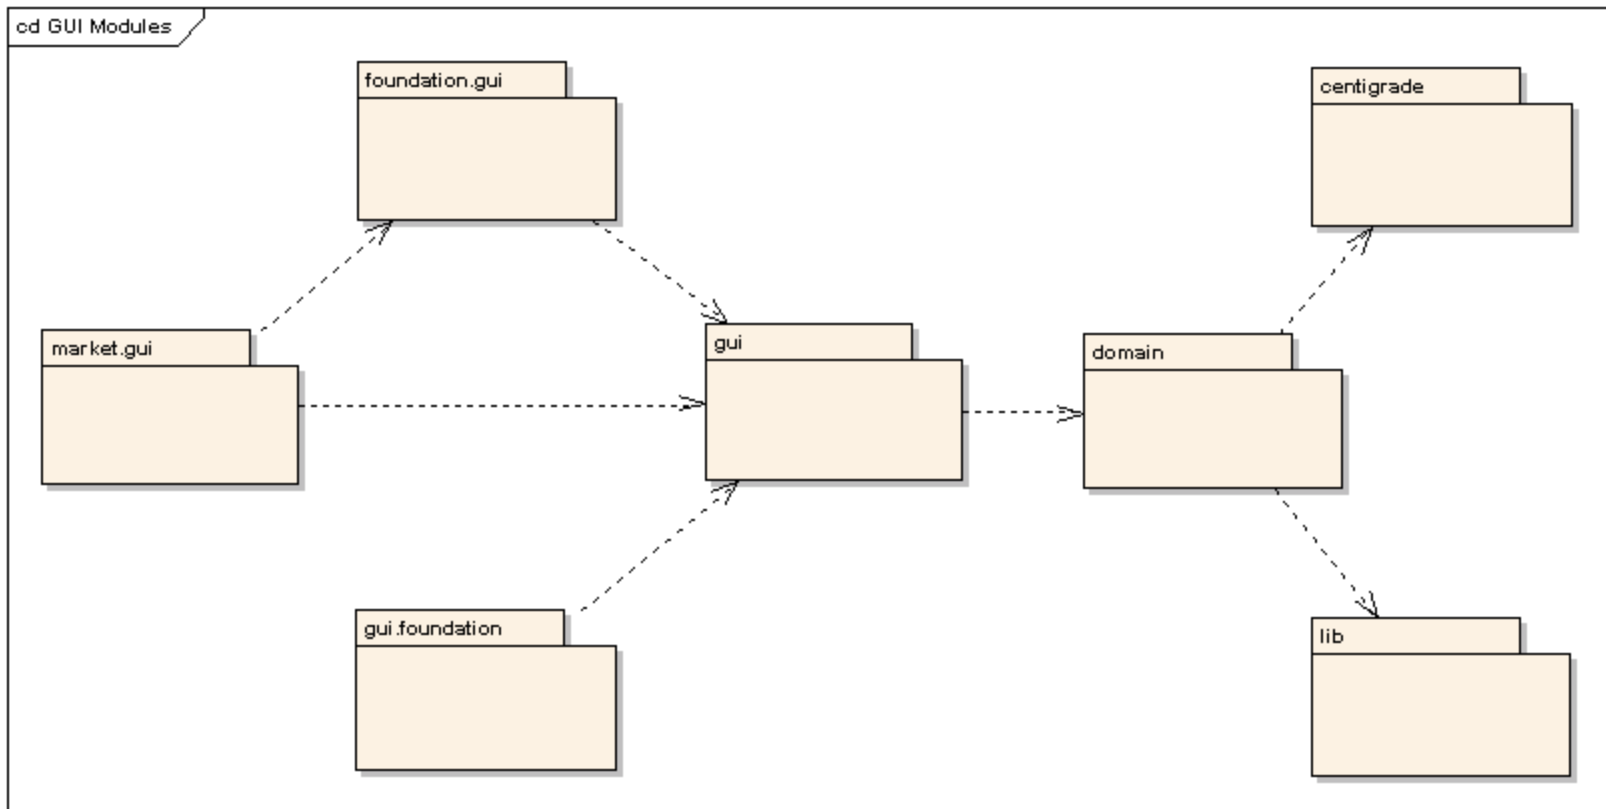 cd GUI Modules
foundation.gui
centigrade
market.gui
gui
domain
gui.foundation
lib